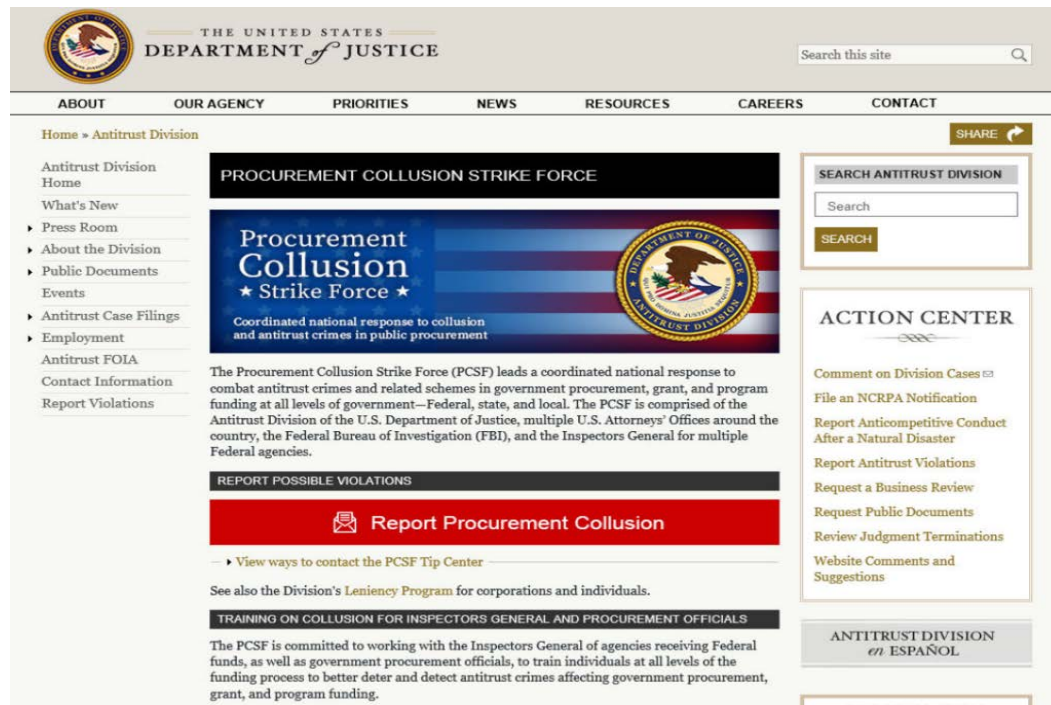 THE UNITED STATES
DEPARTMENT of JUSTICE
Search this site
ABOUT
OUR AGENCY
PRIORITIES
NEWS
RESOURCES
CAREERS
CONTACT
Home » Antitrust Division
SHARE
Antitrust Division
Home
What's New
Press Room
About the Division
Public Documents
Events
Antitrust Case Filings
Employment
Antitrust FOIA
Contact Information
Report Violations
PROCUREMENT COLLUSION STRIKE FORCE
Procurement
Collusion
★ Strike Force ★
Coordinated national response to collusion
and antitrust crimes in public procurement
DEPARTMENT OF JUSTICE
ANTITRUST DIVISION
The Procurement Collusion Strike Force (PCSF) leads a coordinated national response to
combat antitrust crimes and related schemes in government procurement, grant, and program
funding at all levels of government—Federal, state, and local. The PCSF is comprised of the
Antitrust Division of the U.S. Department of Justice, multiple U.S. Attorneys' Offices around the
country, the Federal Bureau of Investigation (FBI), and the Inspectors General for multiple
Federal agencies.
REPORT POSSIBLE VIOLATIONS
Report Procurement Collusion
View ways to contact the PCSF Tip Center
See also the Division's Leniency Program for corporations and individuals.
TRAINING ON COLLUSION FOR INSPECTORS GENERAL AND PROCUREMENT OFFICIALS
The PCSF is committed to working with the Inspectors General of agencies receiving Federal
funds, as well as government procurement officials, to train individuals at all levels of the
funding process to better deter and detect antitrust crimes affecting government procurement,
grant, and program funding.
SEARCH ANTITRUST DIVISION
Search
SEARCH
ACTION CENTER
Comment on Division Cases
File an NCRPA Notification
Report Anticompetitive Conduct
After a Natural Disaster
Report Antitrust Violations
Request a Business Review
Request Public Documents
Review Judgment Terminations
Website Comments and
Suggestions
ANTITRUST DIVISION
en ESPAÑOL